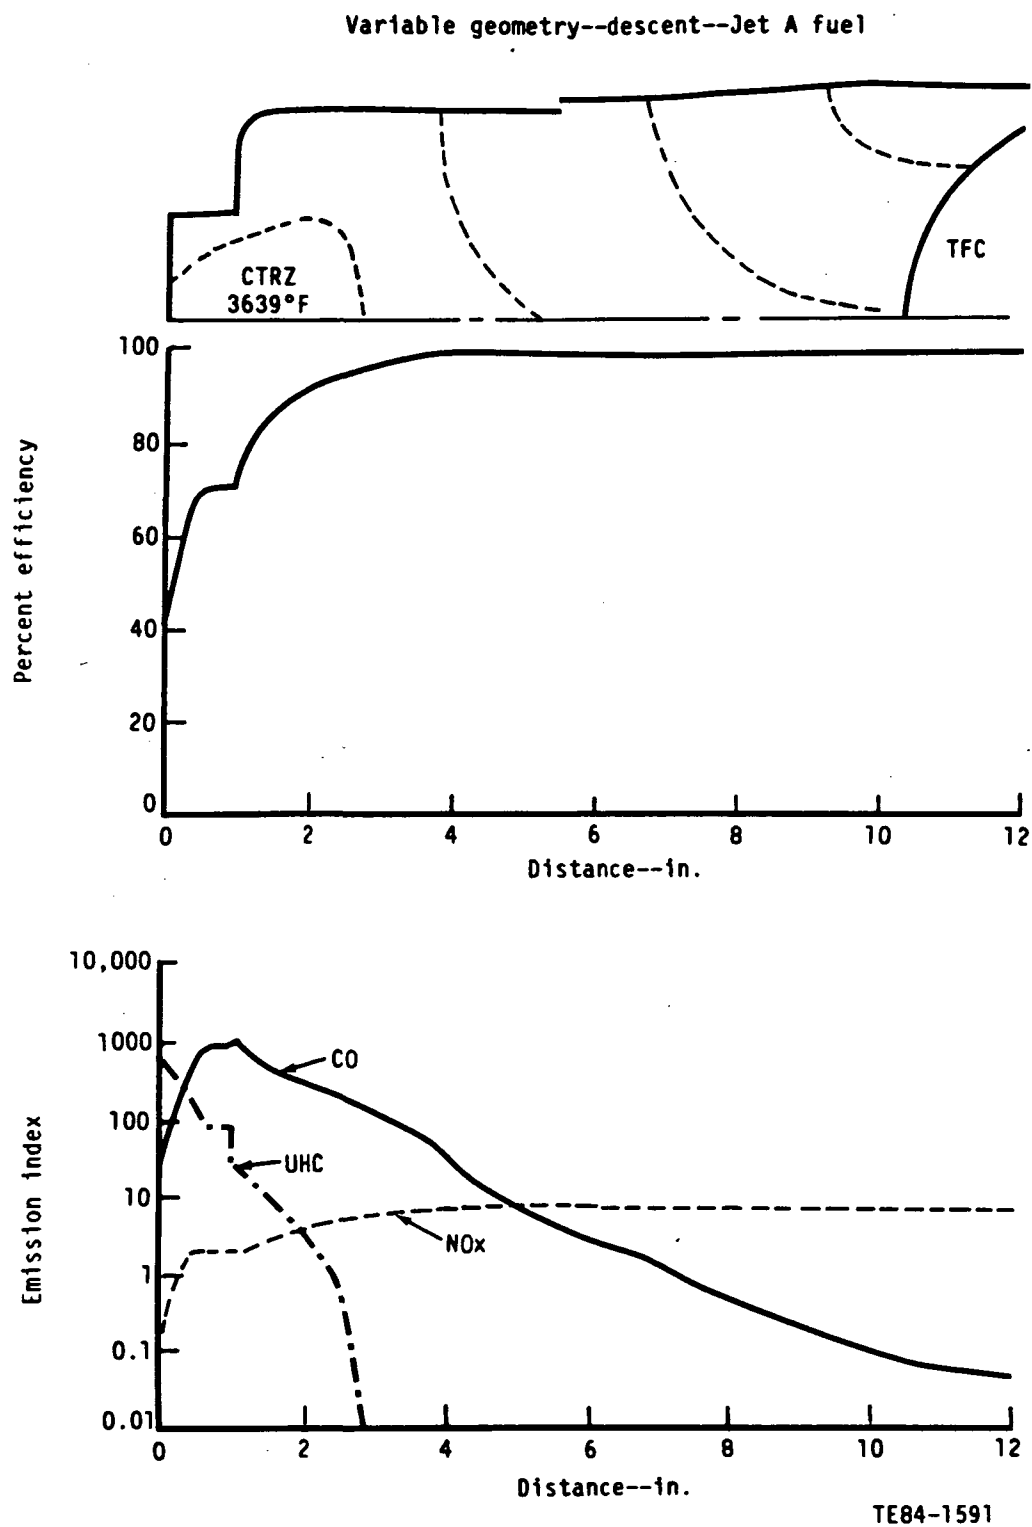 Variable geometry--descent--Jet A fuel
CTRZ
3639°F
TFC
Percent efficiency
100
80
60
40
20
0
0 2 4 6 8 10 12
Distance--in.
Emission index
10,000
1000
100
10
1
0.1
0.01
CO
UHC
NOx
0 2 4 6 8 10 12
Distance--in.
TE84-1591